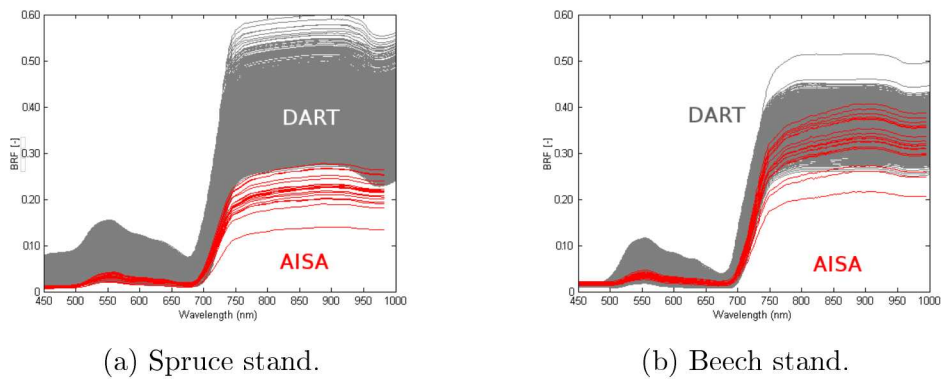 0.60
0.50
0.40
0.30
0.20
0.10
0
BRF [-]
DART
AISA
450 500 550 600 650 700 750 800 850 900 950 1000
Wavelength (nm)
(a) Spruce stand.
0.60
0.50
0.40
0.30
0.20
0.10
0
BRF [-]
DART
AISA
450 500 550 600 650 700 750 800 850 900 950 1000
Wavelength (nm)
(b) Beech stand.